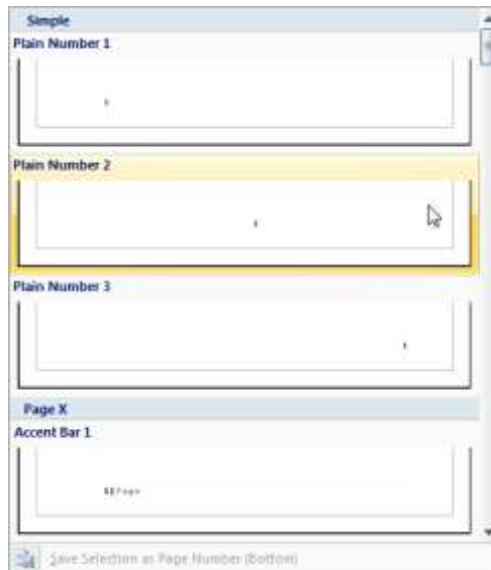 Simple
Plain Number 1
Plain Number 2
Plain Number 3
Page X
Accent Bar 1
Save Selection as Page Number (Bottom)